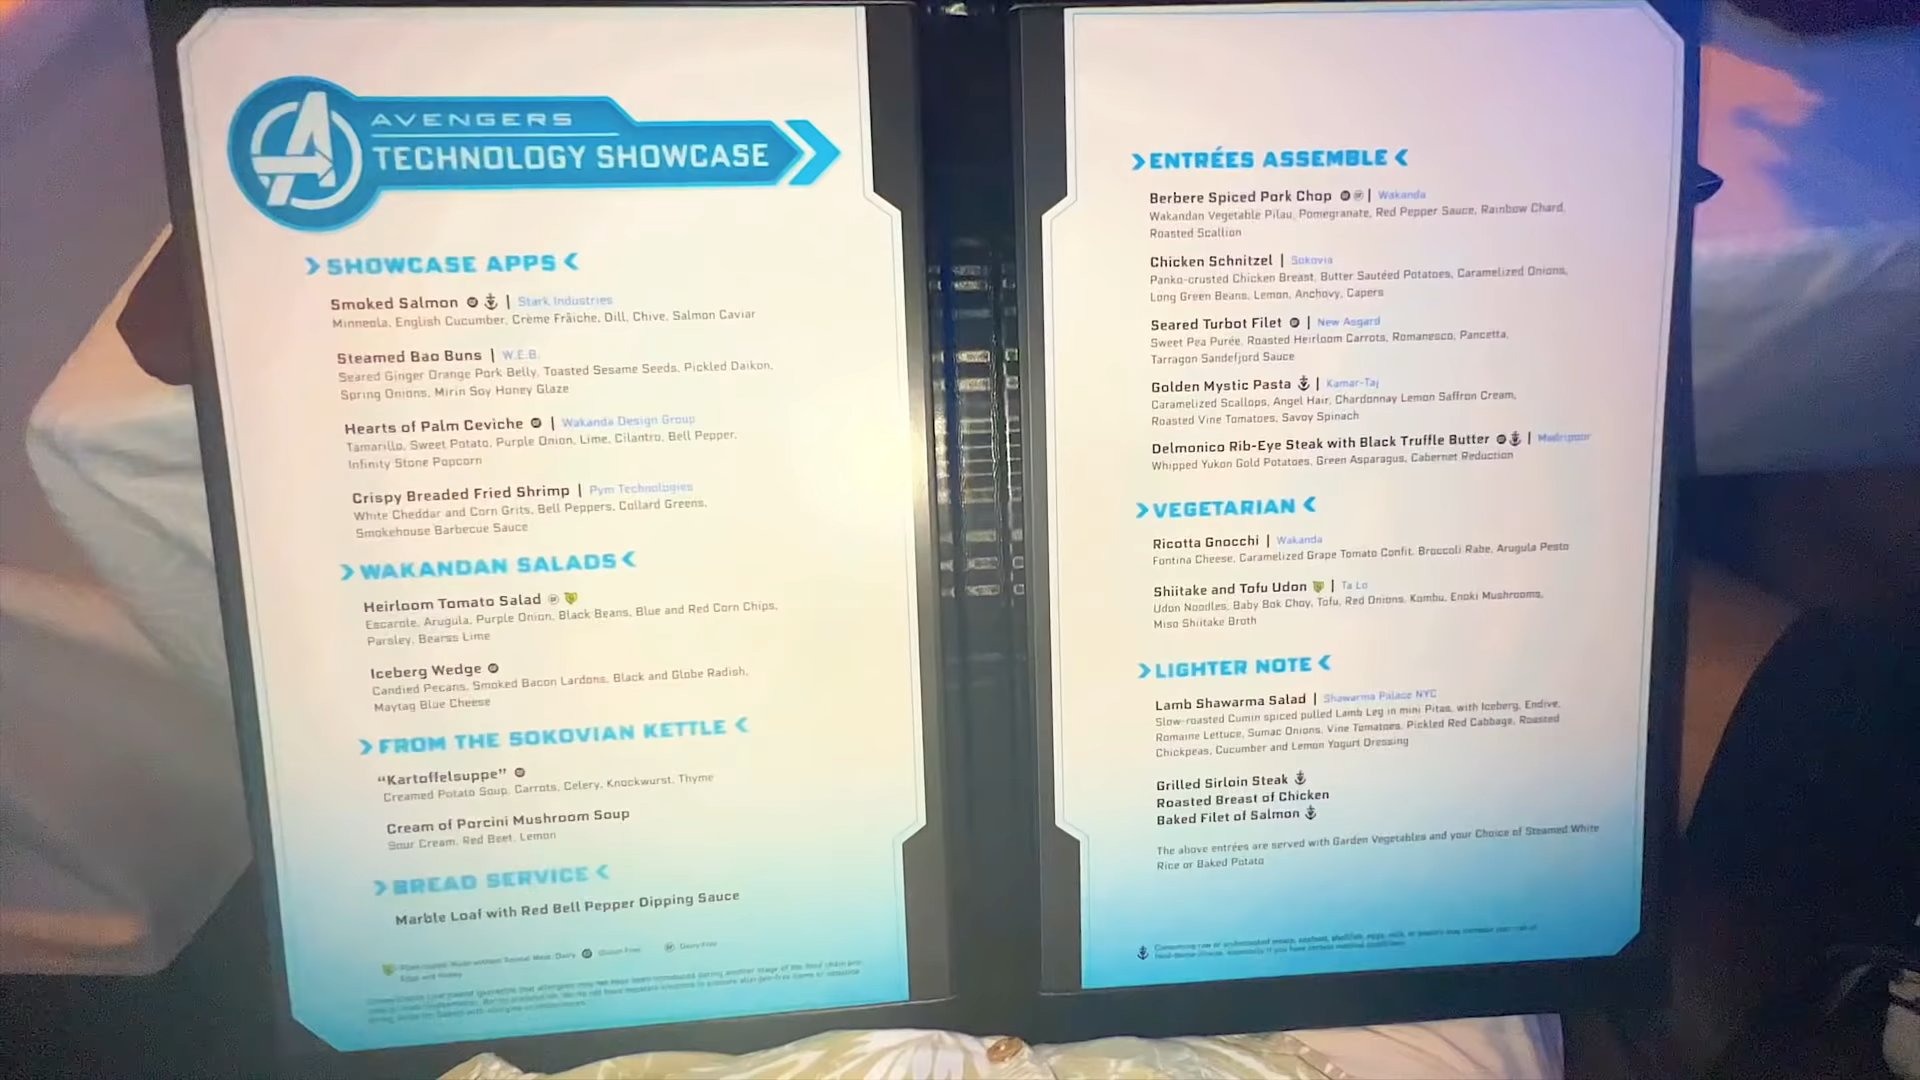 AVENGERS
TECHNOLOGY SHOWCASE
SHOWCASE APPS
Smoked Salmon | Stark Industries
Minneola, English Cucumber, Crème Frâiche, Dill, Chive, Salmon Caviar
Steamed Bao Buns | W.E.B.
Seared Ginger Orange Pork Belly, Toasted Sesame Seeds, Pickled Daikon,
Spring Onions, Mirin Soy Honey Glaze
Hearts of Palm Ceviche | Wakanda Design Group
Tamarillo, Sweet Potato, Purple Onion, Lime, Cilantro, Bell Pepper,
Infinity Stone Popcorn
Crispy Breaded Fried Shrimp | Pym Technologies
White Cheddar and Corn Grits, Bell Peppers, Collard Greens,
Smokehouse Barbecue Sauce
WAKANDAN SALADS
Heirloom Tomato Salad
Escarole, Arugula, Purple Onion, Black Beans, Blue and Red Corn Chips,
Parsley, Bearss Lime
Iceberg Wedge
Candied Pecans, Smoked Bacon Lardons, Black and Globe Radish,
Maytag Blue Cheese
FROM THE SOKOVIAN KETTLE
“Kartoffelsuppe”
Creamed Potato Soup, Carrots, Celery, Knockwurst, Thyme
Cream of Porcini Mushroom Soup
Sour Cream, Red Beet, Lemon
BREAD SERVICE
Marble Loaf with Red Bell Pepper Dipping Sauce
Gluten Free Dairy Free
ENTRÉES ASSEMBLE
Berbere Spiced Pork Chop | Wakanda
Wakandan Vegetable Pilau, Pomegranate, Red Pepper Sauce, Rainbow Chard,
Roasted Scallion
Chicken Schnitzel | Sokovia
Panko-crusted Chicken Breast, Butter Sautéed Potatoes, Caramelized Onions,
Long Green Beans, Lemon, Anchovy, Capers
Seared Turbot Filet | New Asgard
Sweet Pea Purée, Roasted Heirloom Carrots, Romanesco, Pancetta,
Tarragon Sandefjord Sauce
Golden Mystic Pasta | Kamar-Taj
Caramelized Scallops, Angel Hair, Chardonnay Lemon Saffron Cream,
Roasted Vine Tomatoes, Savoy Spinach
Delmonico Rib-Eye Steak with Black Truffle Butter | Madripoor
Whipped Yukon Gold Potatoes, Green Asparagus, Cabernet Reduction
VEGETARIAN
Ricotta Gnocchi | Wakanda
Fontina Cheese, Caramelized Grape Tomato Confit, Broccoli Rabe, Arugula Pesto
Shiitake and Tofu Udon | Ta Lo
Udon Noodles, Baby Bok Choy, Tofu, Red Onions, Kombu, Enoki Mushrooms,
Miso Shiitake Broth
LIGHTER NOTE
Lamb Shawarma Salad | Shawarma Palace NYC
Slow-roasted Cumin spiced pulled Lamb Leg in mini Pitas, with Iceberg, Endive,
Romaine Lettuce, Sumac Onions, Vine Tomatoes, Pickled Red Cabbage, Roasted
Chickpeas, Cucumber and Lemon Yogurt Dressing
Grilled Sirloin Steak
Roasted Breast of Chicken
Baked Filet of Salmon
The above entrées are served with Garden Vegetables and your Choice of Steamed White
Rice or Baked Potato